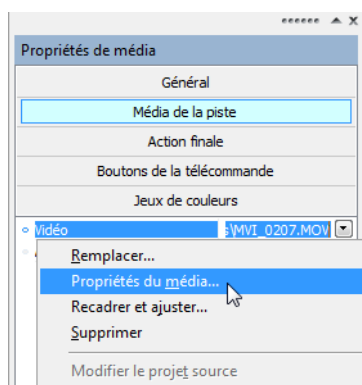 Propriétés de média
Général
Média de la piste
Action finale
Boutons de la télécommande
Jeux de couleurs
Vidéo s\MVI_0207.MOV
Remplacer...
Propriétés du média...
Recadrer et ajuster...
Supprimer
Modifier le projet source